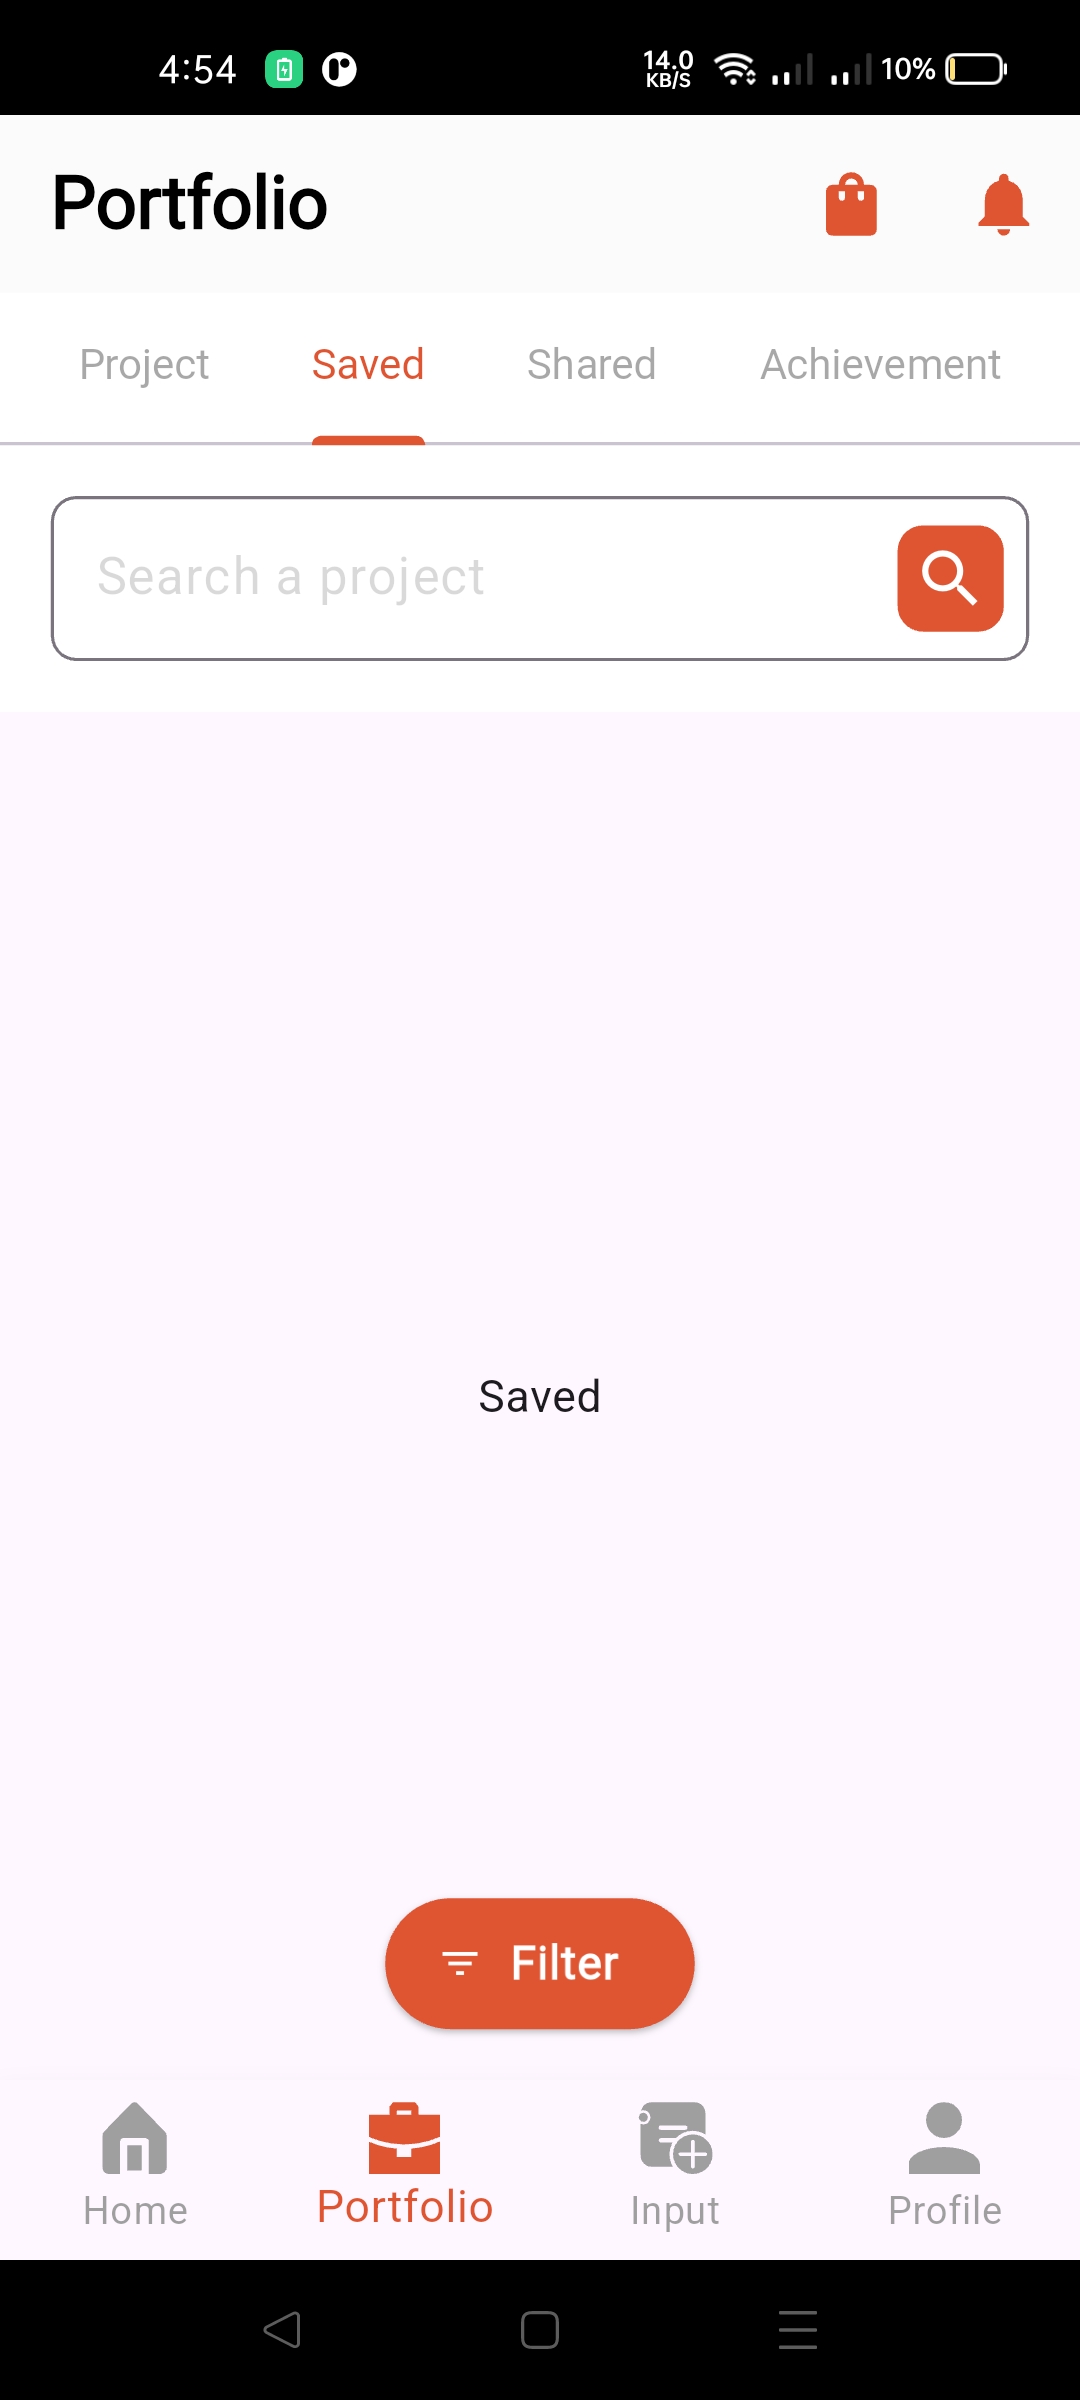 4:54
14.0
KB/S
10%
Portfolio
Project Saved Shared Achievement
Search a project
Saved
Filter
Home Portfolio Input Profile